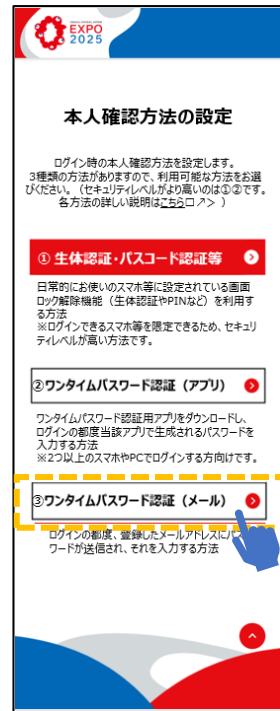 EXPO
2025
本人確認方法の設定
ログイン時の本人確認方法を設定します。
3種類の方法がありますので、利用可能な方法をお選
びください。（セキュリティレベルがより高いのは①②です。
各方法の詳しい説明はこちら）
① 生体認証・パスコード認証等
日常的にお使いのスマホ等に設定されている画面
ロック解除機能（生体認証やPINなど）を利用す
る方法
※ログインできるスマホ等を限定できるため、セキュリ
ティレベルが高い方法です。
②ワンタイムパスワード認証（アプリ）
ワンタイムパスワード認証用アプリをダウンロードし、
ログインの都度当該アプリで生成されるパスワードを
入力する方法
※2つ以上のスマホやPCでログインする方向けです。
③ワンタイムパスワード認証（メール）
ログインの都度、登録したメールアドレスにパス
ワードが送信され、それを入力する方法